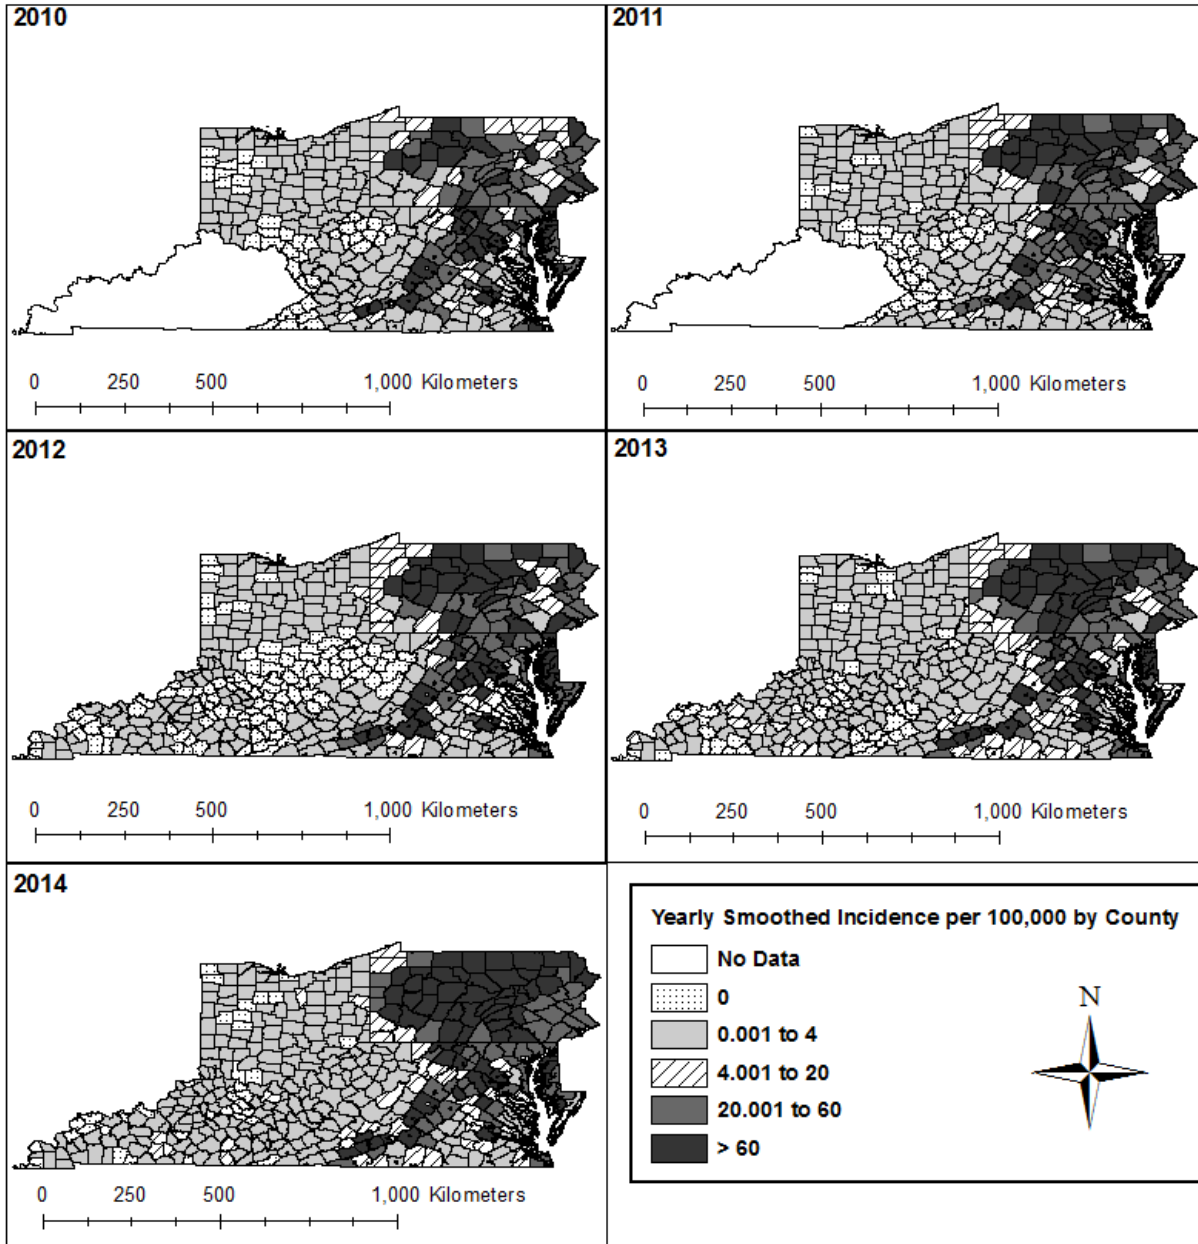 2010
0 250 500 1,000 Kilometers
2011
0 250 500 1,000 Kilometers
2012
0 250 500 1,000 Kilometers
2013
0 250 500 1,000 Kilometers
2014
0 250 500 1,000 Kilometers
Yearly Smoothed Incidence per 100,000 by County
No Data
0
0.001 to 4
4.001 to 20
20.001 to 60
> 60
N